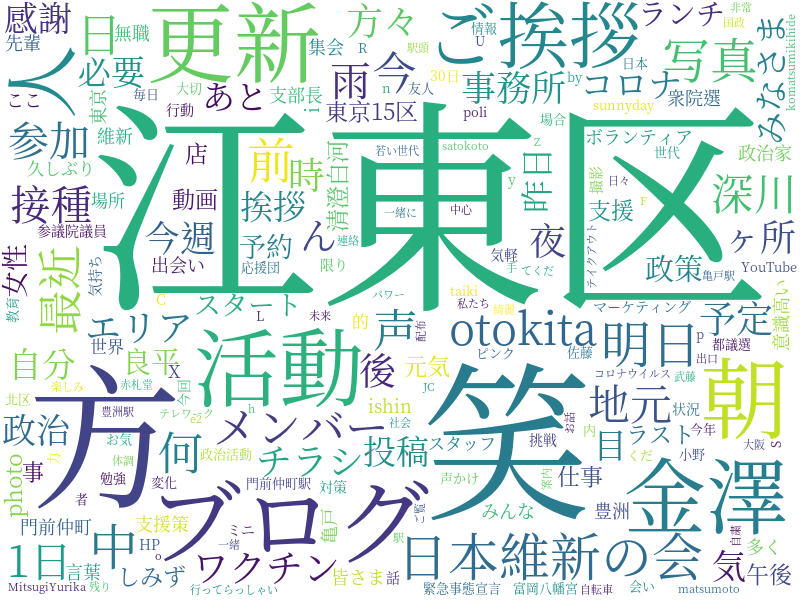 感謝
先輩
無職
日
人
更新
集会
R
駅頭
方々
ご挨拶
ランチ
情報
U
国政
非常
写真
みなさま
komatsumikihide
ここ
必要
毎日
雨
今
支部長
n
友人
30日
日本
by
コロナ
事務所
sunnyday
衆院選
東京
大切
行動
あと
i
東京15区
poli
場合
ボランティア
参加
維新
店
前
時
清澄白河
若い世代
satokoto
z
世代
政治家
久しぶり
江東区
昨日
撮影
日々
深川
接種
場所
動画
挨拶
一緒に
中心
y
支援
F
ヶ所
参議院議員
今週
ん
予約
連絡
気軽
手
夜
テイクアウト
政策
亀戸駅
YouTube
女性
気持ち
出会い
応援団
限り
てくだ
教育
最近
C
スタート
パワー
taiki
私たち
綺麗
マーケティング
予定
意識高い
エリア
L
未来
的
声
配布
otokita
p
都議選
世界
活動
ピンク
佐藤
明日
出口
自分
良平
X
後
元気
JC
コロナウイルス
武藤
朝
北区
楽しみ
赤札堂
今回
方
笑
ishin
地元
状況
今年
政治
豊洲駅
テレワーク
e2
h
メンバー
社会
挑戦
お話
内
大阪
S
photo
お気
力
何
政治活動
チラシ
投稿
スタッフ
目
ラスト
小野
事
勉強
体調
変化
門前仲町駅
対策
声かけ
くだ
案内
仕事
金澤
者
ブログ
亀戸
ご覧
みんな
豊洲
門前仲町
支援策
ミニ
駅
日本維新の会
自議
多く
1日
中
HP
o
一緒
ワクチン
気
午後
言葉
しみず
皆さま
話
緊急事態宣言
富岡八幡宮
自転車
会い
MitsugiYurika
残り
行ってらっしゃい
matsumoto